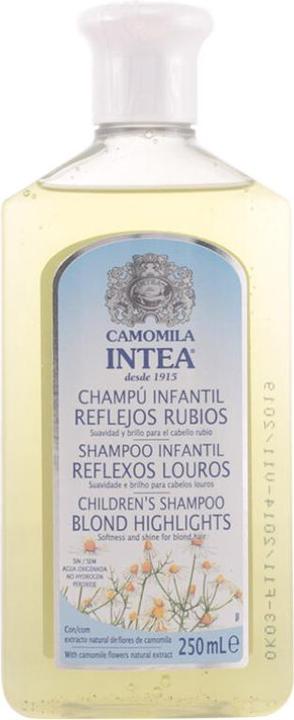 CAMOMILA
INTEA®
desde 1915
CHAMPÚ INFANTIL
REFLEJOS RUBIOS
Suavidad y brillo para el cabello rubio
SHAMPOO INFANTIL
REFLEXOS LOUROS
Suavidade e brilho para cabelos louros
CHILDREN'S SHAMPOO
BLOND HIGHLIGHTS
Softness and shine for blond hair
SIN / SEM
AGUA OXIGENADA
NO HYDROGEN
PEROXIDE
Con/com
extracto natural de flores de camomila
With camomile flowers natural extract
250 mL e